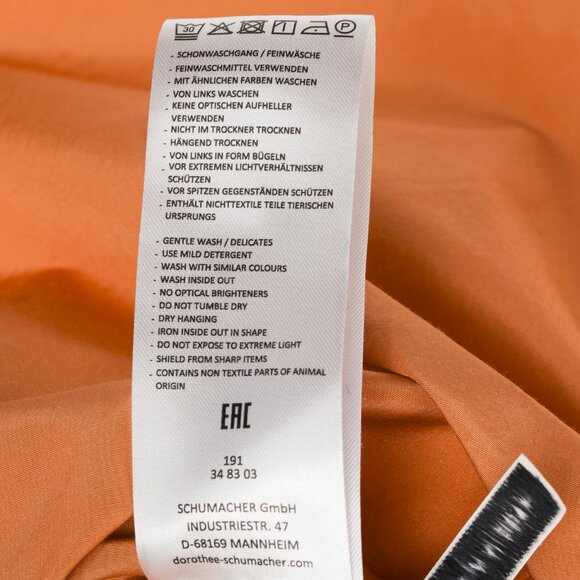 30 P
- SCHONWASCHGANG / FEINWÄSCHE
- FEINWASCHMITTEL VERWENDEN
- MIT ÄHNLICHEN FARBEN WASCHEN
- VON LINKS WASCHEN
- KEINE OPTISCHEN AUFHELLER
VERWENDEN
- NICHT IM TROCKNER TROCKNEN
- HÄNGEND TROCKNEN
- VON LINKS IN FORM BÜGELN
- VOR EXTREMEN LICHTVERHÄLTNISSEN
SCHÜTZEN
- VOR SPITZEN GEGENSTÄNDEN SCHÜTZEN
- ENTHÄLT NICHTTEXTILE TEILE TIERISCHEN
URSPRUNGS
- GENTLE WASH / DELICATES
- USE MILD DETERGENT
- WASH WITH SIMILAR COLOURS
- WASH INSIDE OUT
- NO OPTICAL BRIGHTENERS
- DO NOT TUMBLE DRY
- DRY HANGING
- IRON INSIDE OUT IN SHAPE
- DO NOT EXPOSE TO EXTREME LIGHT
- SHIELD FROM SHARP ITEMS
- CONTAINS NON TEXTILE PARTS OF ANIMAL
ORIGIN
EAC
191
34 83 03
SCHUMACHER GmbH
INDUSTRIESTR. 47
D-68169 MANNHEIM
dorothee-schumacher.com